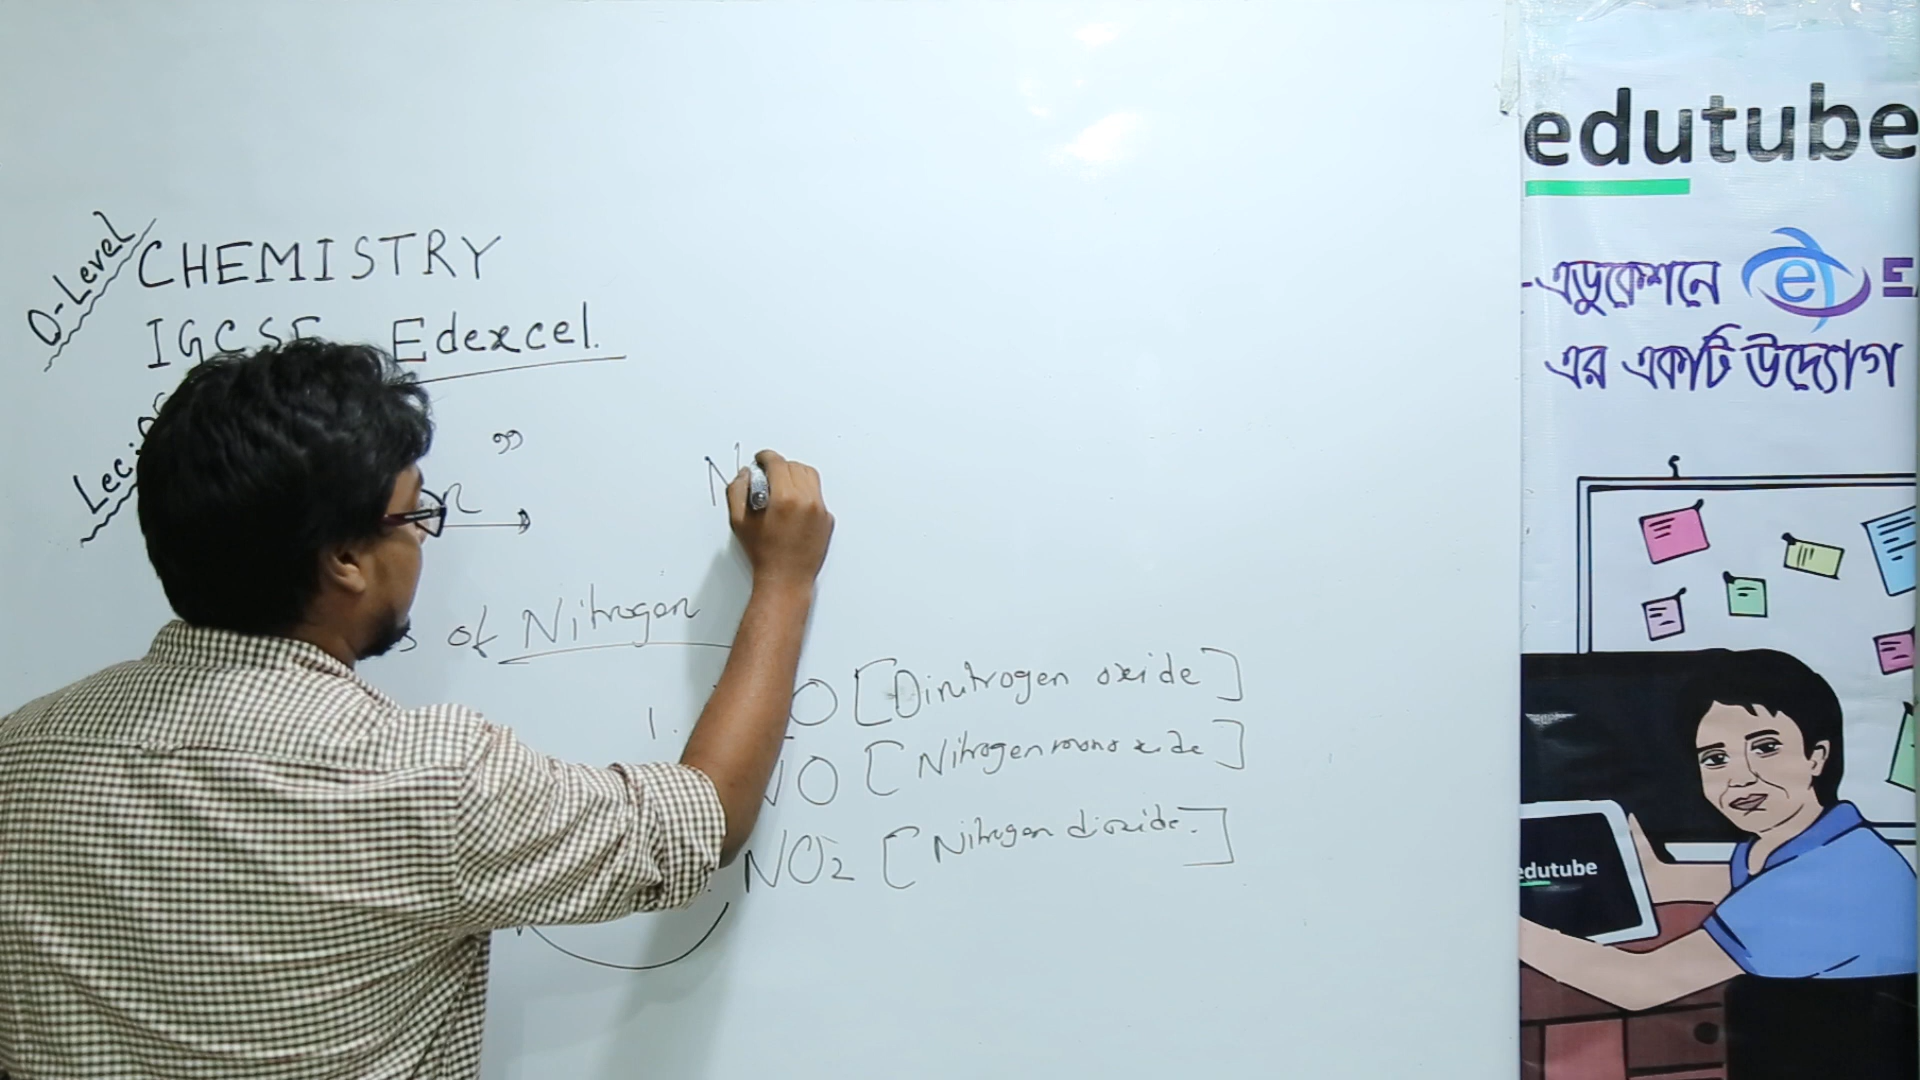 O-Level
CHEMISTRY
IGCSE Edexcel.
Lec:
”
of Nitrogen
1. O [Dinitrogen oxide]
NO [Nitrogen monoxide]
NO2 [Nitrogen dioxide.]
N
edutube
-এডুকেশনে e E
এর একটি উদ্যোগ
edutube